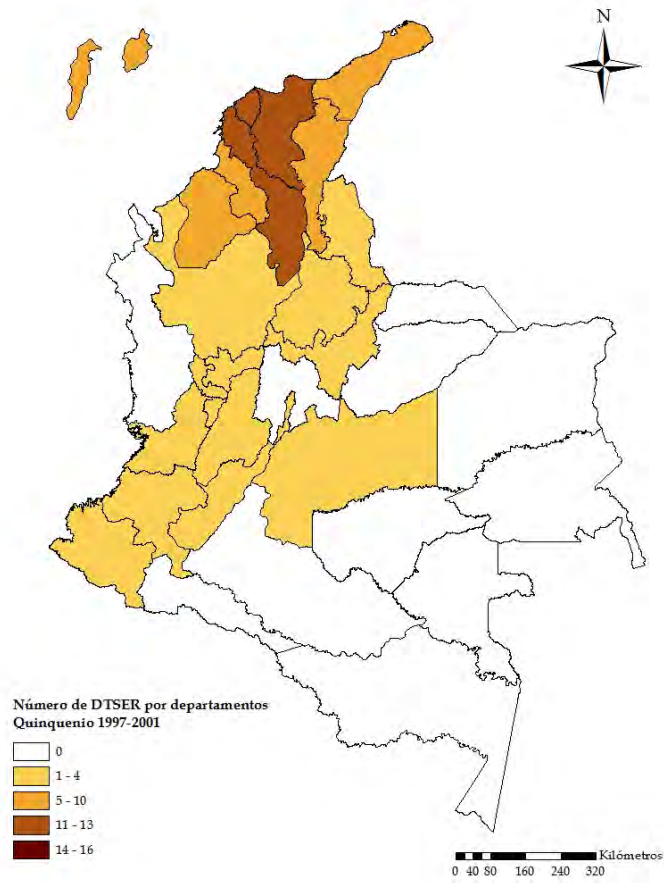 N
Número de DTSER por departamentos
Quinquenio 1997-2001
0
1 - 4
5 - 10
11 - 13
14 - 16
Kilómetros
0 40 80 160 240 320